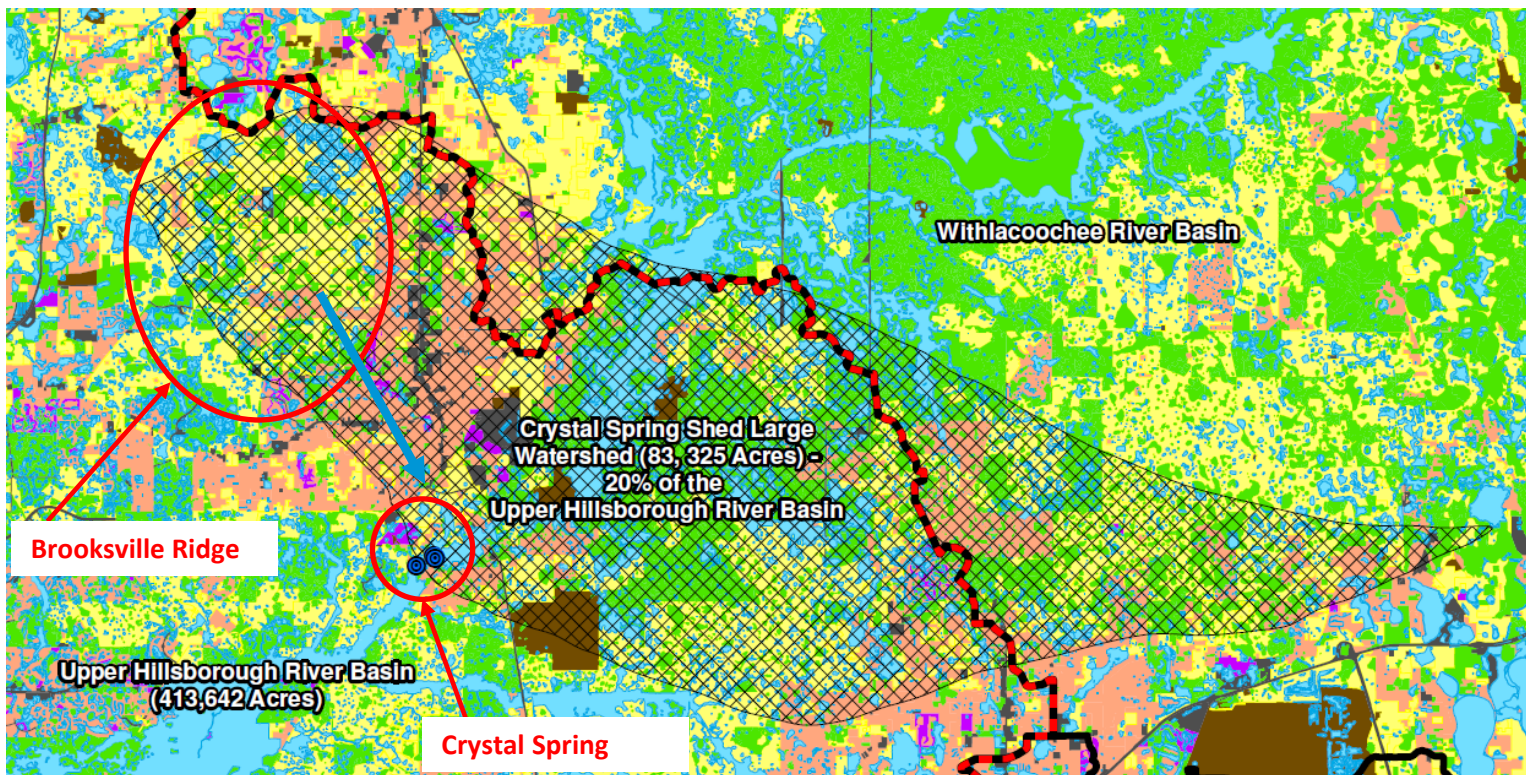 Withlacoochee River Basin
Crystal Spring Shed Large
Watershed (83, 325 Acres) -
20% of the
Upper Hillsborough River Basin
Brooksville Ridge
Upper Hillsborough River Basin
(413,642 Acres)
Crystal Spring